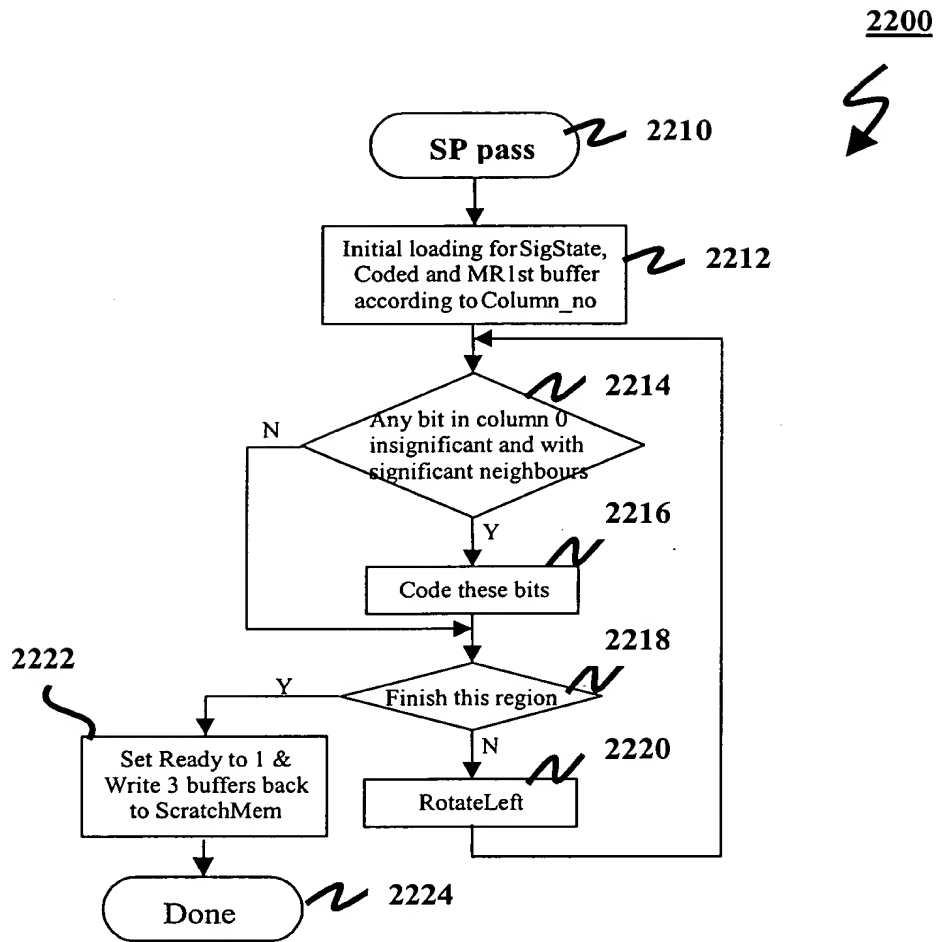 2200
SP pass
2210
Initial loading for SigState,
Coded and MR1st buffer
according to Column_no
2212
2214
Any bit in column 0
insignificant and with
significant neighbours
N
Y
2216
Code these bits
2218
2222
Finish this region
Y
N
2220
Set Ready to 1 &
Write 3 buffers back
to ScratchMem
RotateLeft
Done
2224